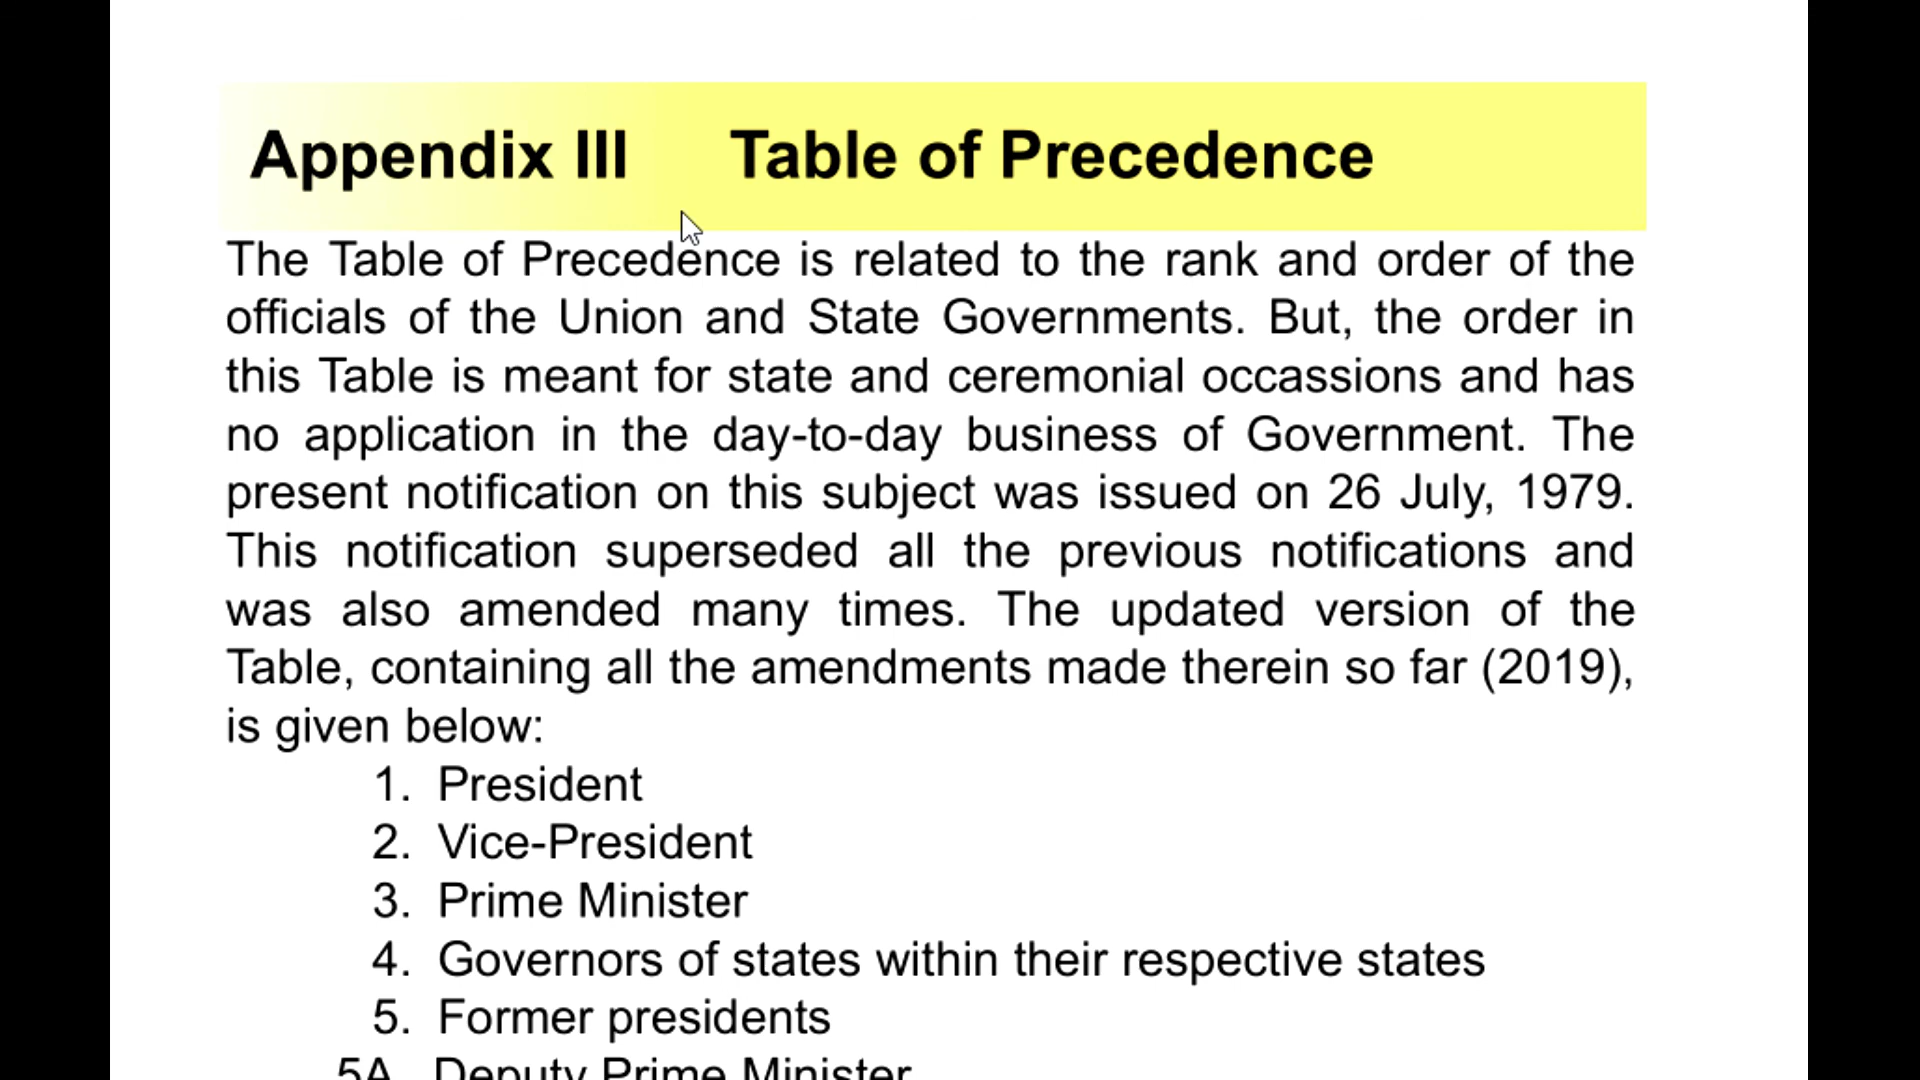 Appendix III Table of Precedence
The Table of Precedence is related to the rank and order of the
officials of the Union and State Governments. But, the order in
this Table is meant for state and ceremonial occassions and has
no application in the day-to-day business of Government. The
present notification on this subject was issued on 26 July, 1979.
This notification superseded all the previous notifications and
was also amended many times. The updated version of the
Table, containing all the amendments made therein so far (2019),
is given below:
1. President
2. Vice-President
3. Prime Minister
4. Governors of states within their respective states
5. Former presidents
5A. Deputy Prime Minister